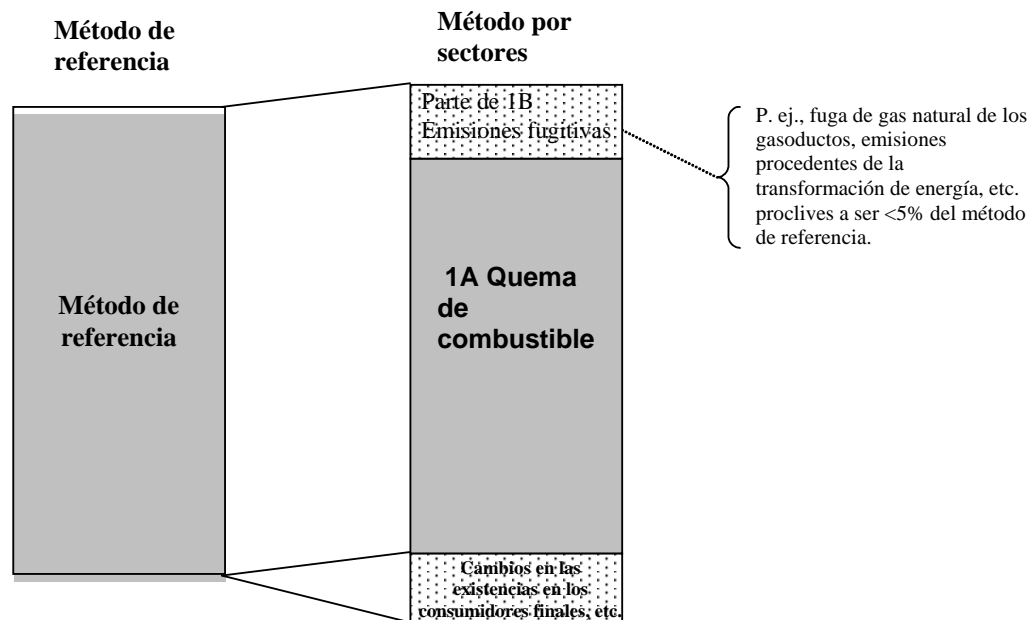 Método de
referencia
Método por
sectores
Parte de 1B
Emisiones fugitivas
P. ej., fuga de gas natural de los
gasoductos, emisiones
procedentes de la
transformación de energía, etc.
proclives a ser <5% del método
de referencia.
Método de
referencia
1A Quema
de
combustible
Cambios en las
existencias en los
consumidores finales, etc.